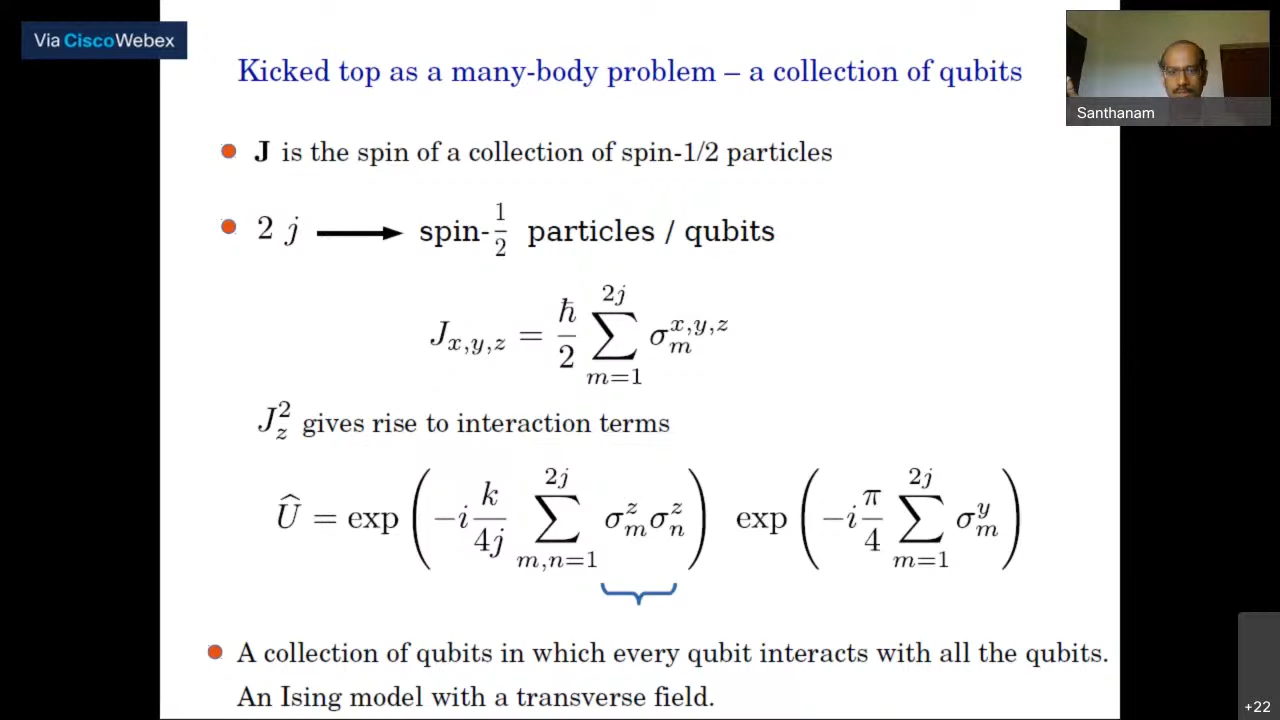 Via CiscoWebex
Kicked top as a many-body problem – a collection of qubits
Santhanam
J is the spin of a collection of spin-1/2 particles
2 j ⟶ spin-1/2 particles / qubits
J_{x,y,z} = ħ/2 ∑_{m=1}^{2j} σ_m^{x,y,z}
J_z^2 gives rise to interaction terms
Û = exp(−i k/4j ∑_{m,n=1}^{2j} σ_m^z σ_n^z) exp(−i π/4 ∑_{m=1}^{2j} σ_m^y)
A collection of qubits in which every qubit interacts with all the qubits.
An Ising model with a transverse field.
+22